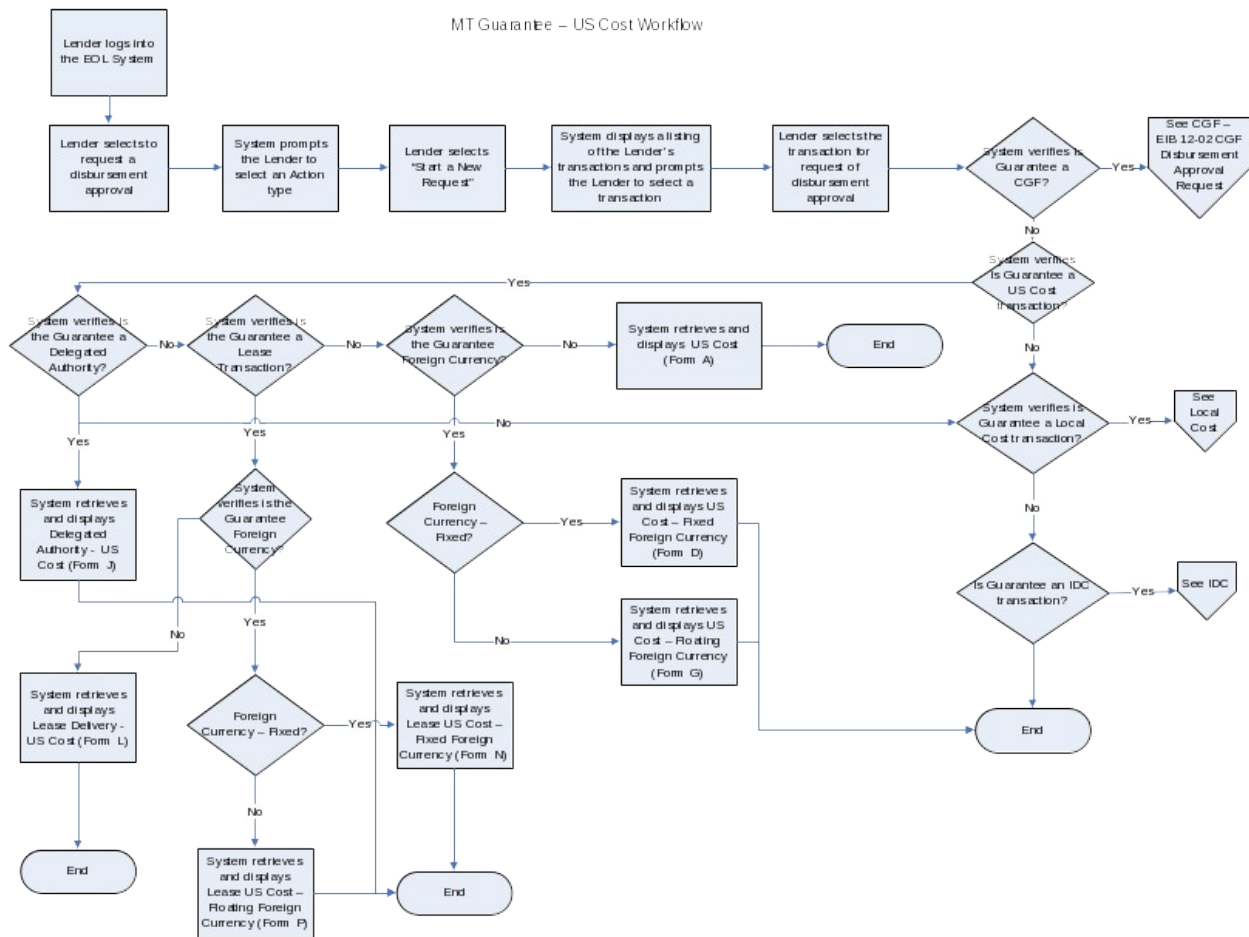 MT Guarantee – US Cost Workflow
Lender logs into
the EOL System
Lender selects to
request a
disbursement
approval
System prompts
the Lender to
select an Action
type
Lender selects
"Start a New
Request"
System displays a listing
of the Lender's
transactions and prompts
the Lender to select a
transaction
Lender selects the
transaction for
request of
disbursement
approval
System verifies is
Guarantee a
CGF?
Yes
See CGF –
EIB 12-02 CGF
Disbursement
Approval
Request
No
System verifies
Is Guarantee a
US Cost
transaction?
Yes
No
System verifies is
the Guarantee a
Delegated
Authority?
No
System verifies is
the Guarantee a
Lease
Transaction?
No
System verifies is
the Guarantee
Foreign Currency?
No
System retrieves and
displays US Cost
(Form A)
End
Yes
Yes
Yes
No
System verifies is
Guarantee a Local
Cost transaction?
Yes
See
Local
Cost
No
System retrieves
and displays
Delegated
Authority - US
Cost (Form J)
System
verifies is the
Guarantee
Foreign
Currency?
Foreign
Currency –
Fixed?
Yes
System retrieves
and displays US
Cost – Fixed
Foreign Currency
(Form D)
No
System retrieves
and displays US
Cost – Floating
Foreign Currency
(Form G)
Is Guarantee an IDC
transaction?
Yes
See IDC
End
No
Yes
System retrieves
and displays
Lease Delivery -
US Cost (Form L)
End
Foreign
Currency – Fixed?
Yes
System retrieves
and displays
Lease US Cost –
Fixed Foreign
Currency (Form N)
No
System retrieves
and displays
Lease US Cost –
Floating Foreign
Currency (Form P)
End